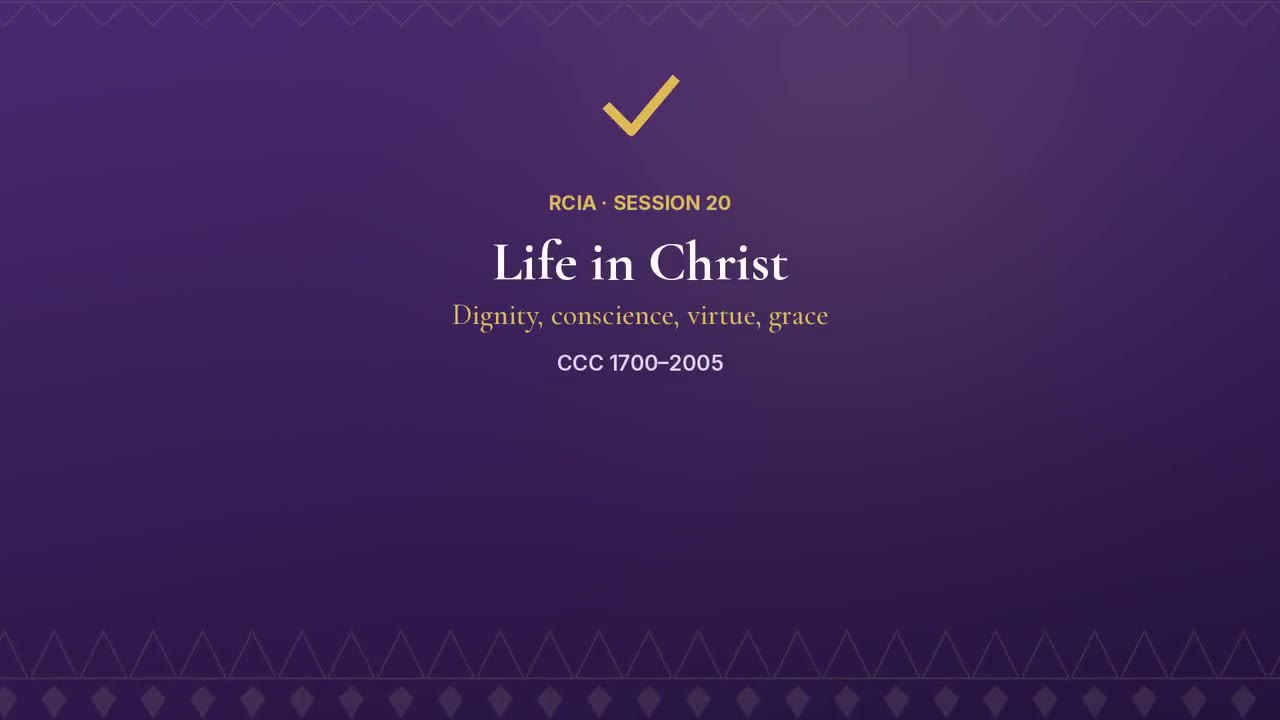 RCIA · SESSION 20
Life in Christ
Dignity, conscience, virtue, grace
CCC 1700–2005